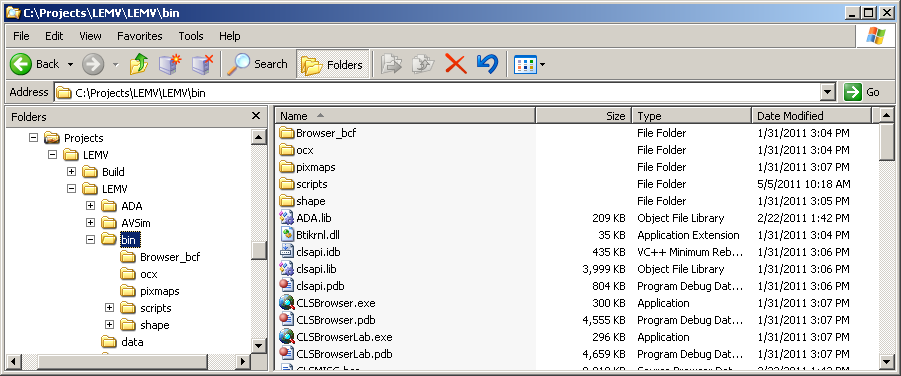 C:\Projects\LEMV\LEMV\bin
File Edit View Favorites Tools Help
Back Search Folders
Address C:\Projects\LEMV\LEMV\bin Go
Folders
Projects
LEMV
Build
LEMV
ADA
AVSim
bin
Browser_bcf
ocx
pixmaps
scripts
shape
data
Name Size Type Date Modified
Browser_bcf File Folder 1/31/2011 3:04 PM
ocx File Folder 1/31/2011 3:04 PM
pixmaps File Folder 1/31/2011 3:07 PM
scripts File Folder 5/5/2011 10:18 AM
shape File Folder 1/31/2011 3:05 PM
ADA.lib 209 KB Object File Library 2/22/2011 1:42 PM
Btikrnl.dll 35 KB Application Extension 1/31/2011 3:04 PM
clsapi.idb 435 KB VC++ Minimum Reb... 1/31/2011 3:06 PM
clsapi.lib 3,999 KB Object File Library 1/31/2011 3:06 PM
clsapi.pdb 804 KB Program Debug Dat... 1/31/2011 3:06 PM
CLSBrowser.exe 300 KB Application 1/31/2011 3:07 PM
CLSBrowser.pdb 4,555 KB Program Debug Dat... 1/31/2011 3:07 PM
CLSBrowserLab.exe 296 KB Application 1/31/2011 3:07 PM
CLSBrowserLab.pdb 4,659 KB Program Debug Dat... 1/31/2011 3:07 PM